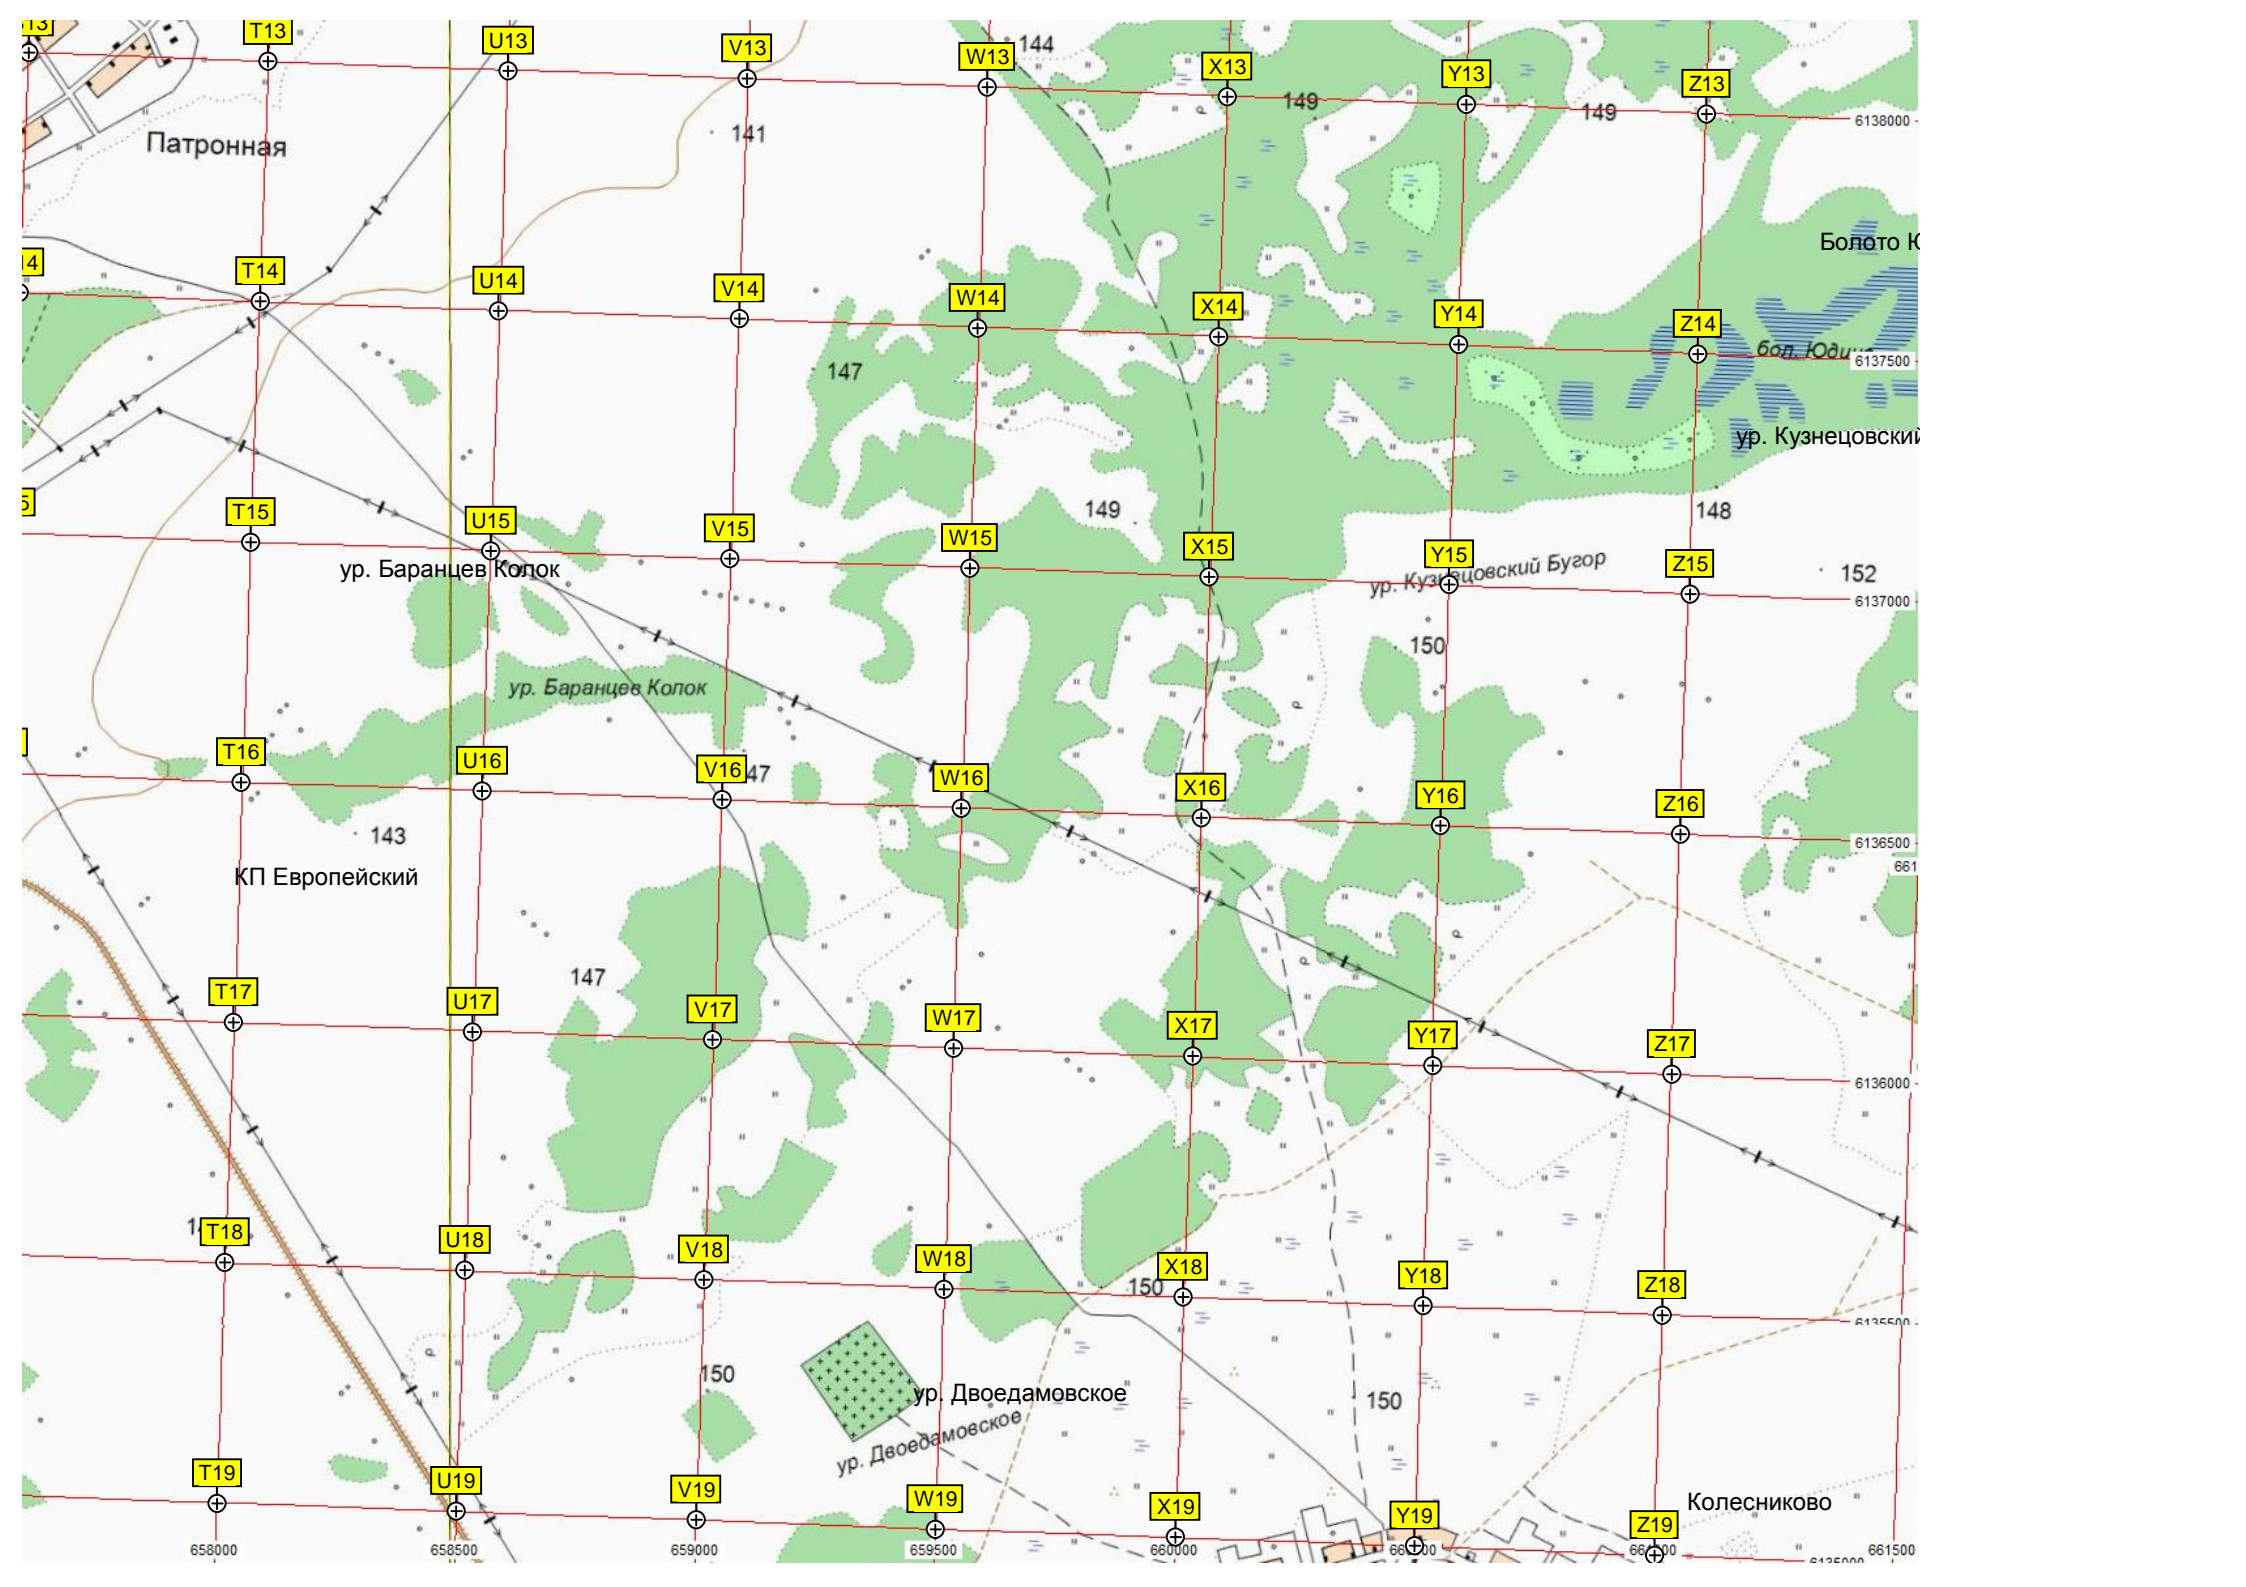 T13
U13
V13
W13
144
X13
Y13
Z13
149
149
6138000
141
Патронная
14
T14
U14
V14
W14
X14
Y14
Z14
Болото Ю
бол. Юдино
6137500
147
ур. Кузнецовский
T15
U15
V15
W15
149
X15
Y15
Z15
148
152
ур. Баранцев Колок
ур. Кузнецовский Бугор
6137000
150
ур. Баранцев Колок
T16
U16
V16
47
W16
X16
Y16
Z16
143
6136500
661
КП Европейский
147
T17
U17
V17
W17
X17
Y17
Z17
6136000
T18
U18
V18
W18
X18
Y18
Z18
150
6135500
150
ур. Двоедамовское
150
ур. Двоедамовское
T19
U19
V19
W19
X19
Y19
Z19
Колесниково
658000
658500
659000
659500
660000
661500
6135000